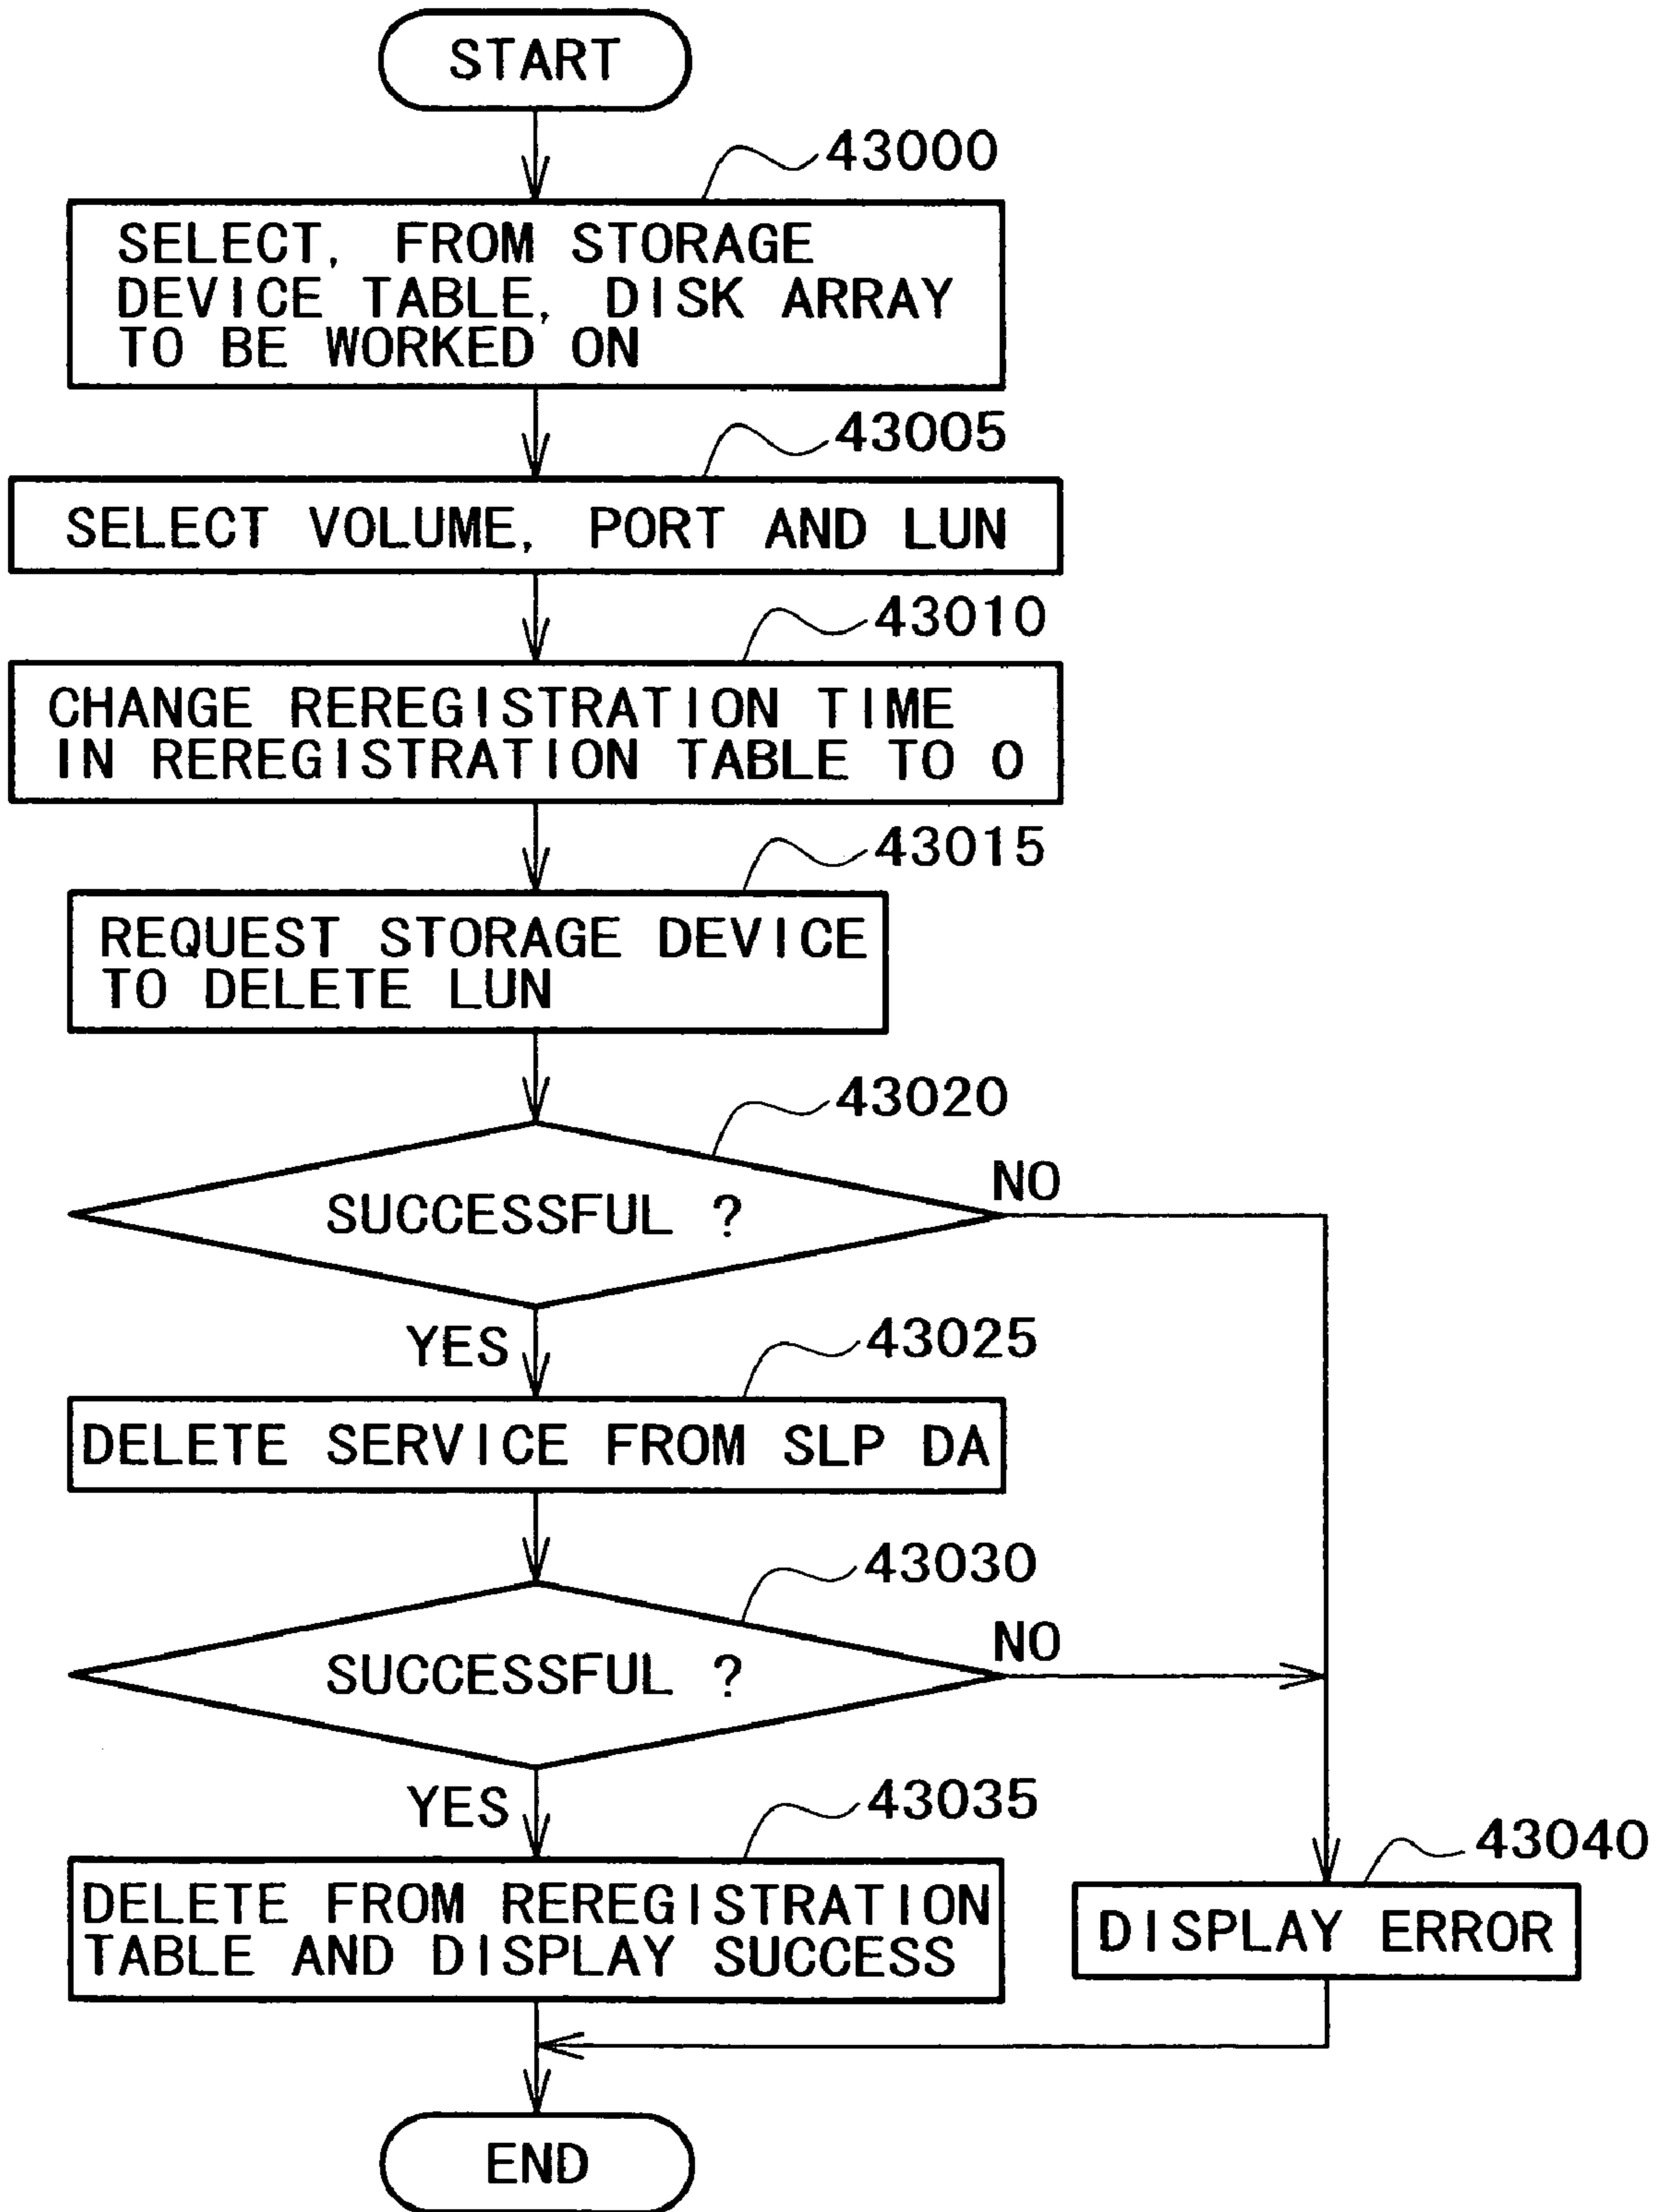 START
43000
SELECT, FROM STORAGE
DEVICE TABLE, DISK ARRAY
TO BE WORKED ON
43005
SELECT VOLUME, PORT AND LUN
43010
CHANGE REREGISTRATION TIME
IN REREGISTRATION TABLE TO 0
43015
REQUEST STORAGE DEVICE
TO DELETE LUN
43020
SUCCESSFUL ?
NO
YES
43025
DELETE SERVICE FROM SLP DA
43030
SUCCESSFUL ?
NO
YES
43035
DELETE FROM REREGISTRATION
TABLE AND DISPLAY SUCCESS
43040
DISPLAY ERROR
END